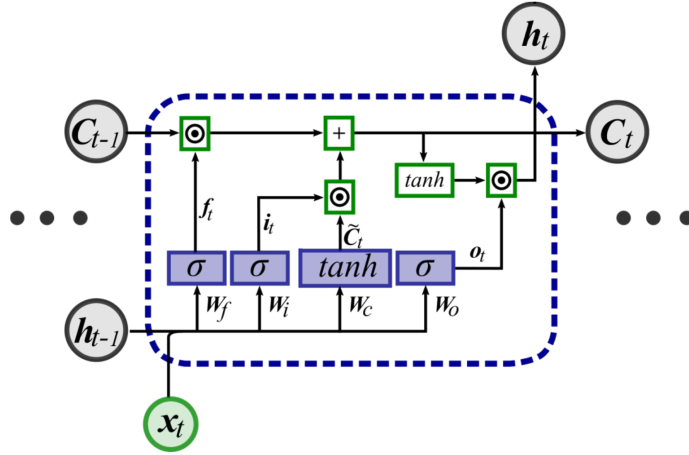 h_t
C_{t-1}
+
C_t
tanh
f_t
i_t
C̃_t
o_t
σ
σ
tanh
σ
W_f
W_i
W_c
W_o
h_{t-1}
x_t